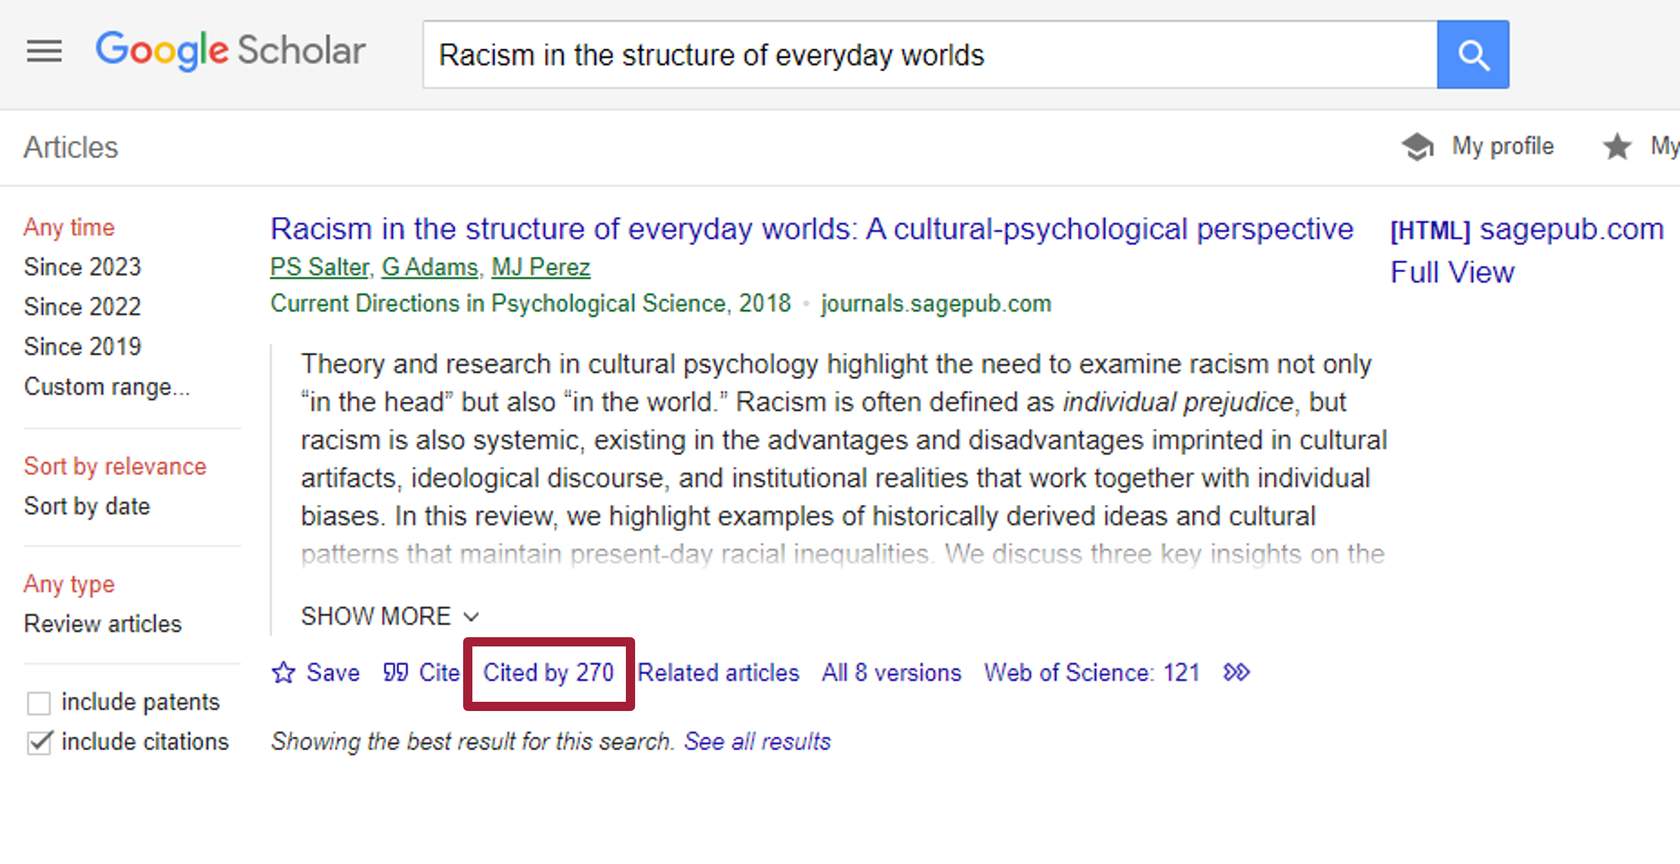 Google Scholar
Racism in the structure of everyday worlds
Articles
My profile
My
Any time
Since 2023
Since 2022
Since 2019
Custom range...
Sort by relevance
Sort by date
Any type
Review articles
include patents
include citations
Racism in the structure of everyday worlds: A cultural-psychological perspective
PS Salter, G Adams, MJ Perez
Current Directions in Psychological Science, 2018 • journals.sagepub.com
Theory and research in cultural psychology highlight the need to examine racism not only
“in the head” but also “in the world.” Racism is often defined as individual prejudice, but
racism is also systemic, existing in the advantages and disadvantages imprinted in cultural
artifacts, ideological discourse, and institutional realities that work together with individual
biases. In this review, we highlight examples of historically derived ideas and cultural
patterns that maintain present-day racial inequalities. We discuss three key insights on the
SHOW MORE
Save Cite Cited by 270 Related articles All 8 versions Web of Science: 121
Showing the best result for this search. See all results
[HTML] sagepub.com
Full View